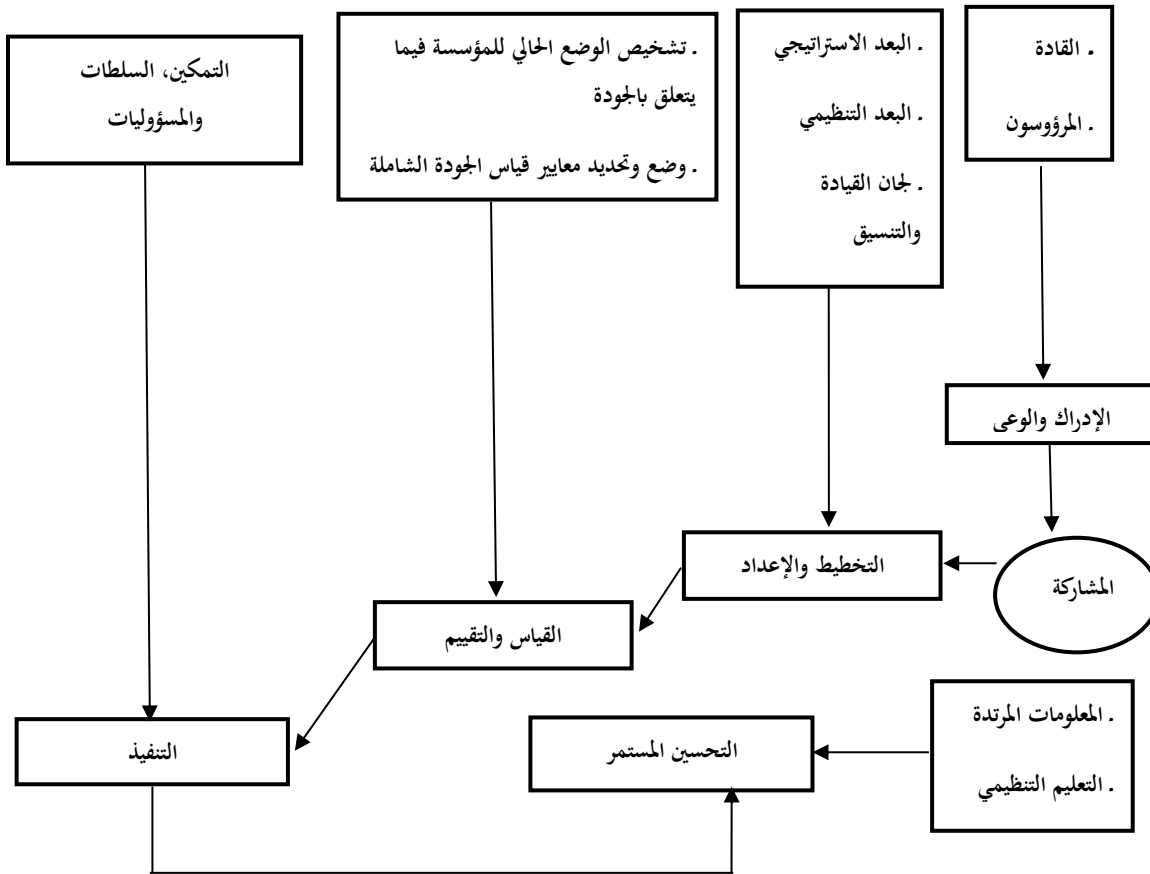 . القادة
. المرؤوسون
. البعد الاستراتيجي
. البعد التنظيمي
. لجان القيادة
والتنسيق
. تشخيص الوضع الحالي للمؤسسة فيما
يتعلق بالجودة
. وضع وتحديد معايير قياس الجودة الشاملة
التمكين، السلطات
والمسؤوليات
الإدراك والوعي
المشاركة
التخطيط والإعداد
القياس والتقييم
التنفيذ
التحسين المستمر
. المعلومات المرتدة
. التعليم التنظيمي